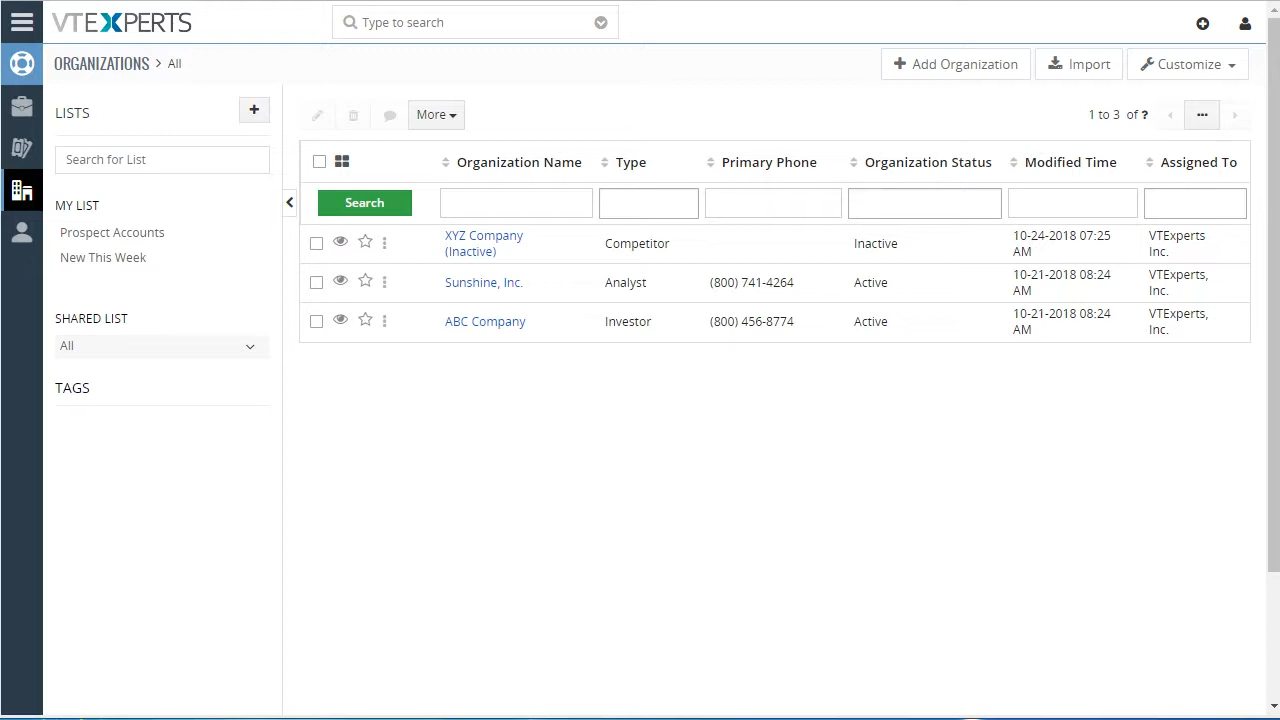 VTEXPERTS
Type to search
ORGANIZATIONS > All
Add Organization
Import
Customize
LISTS
+
Search for List
MY LIST
Prospect Accounts
New This Week
SHARED LIST
All
TAGS
More
1 to 3 of ?
...
Organization Name Type Primary Phone Organization Status Modified Time Assigned To
Search
XYZ Company (Inactive) Competitor Inactive 10-24-2018 07:25 AM VTExperts Inc.
Sunshine, Inc. Analyst (800) 741-4264 Active 10-21-2018 08:24 AM VTExperts, Inc.
ABC Company Investor (800) 456-8774 Active 10-21-2018 08:24 AM VTExperts, Inc.